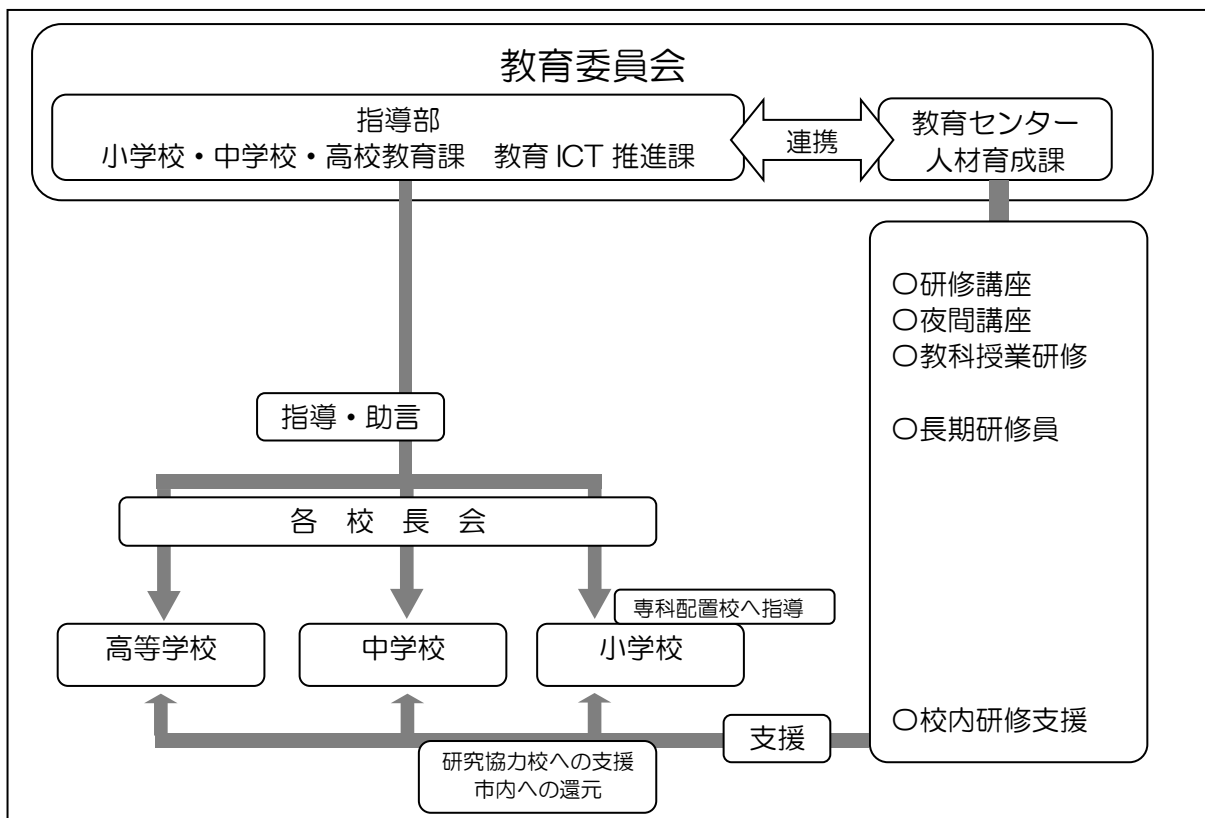 教育委員会
指導部
小学校・中学校・高校教育課　教育 ICT 推進課
連携
教育センター
人材育成課
〇研修講座
〇夜間講座
〇教科授業研修
〇長期研修員
〇校内研修支援
指導・助言
各　校　長　会
専科配置校へ指導
高等学校
中学校
小学校
支援
研究協力校への支援
市内への還元